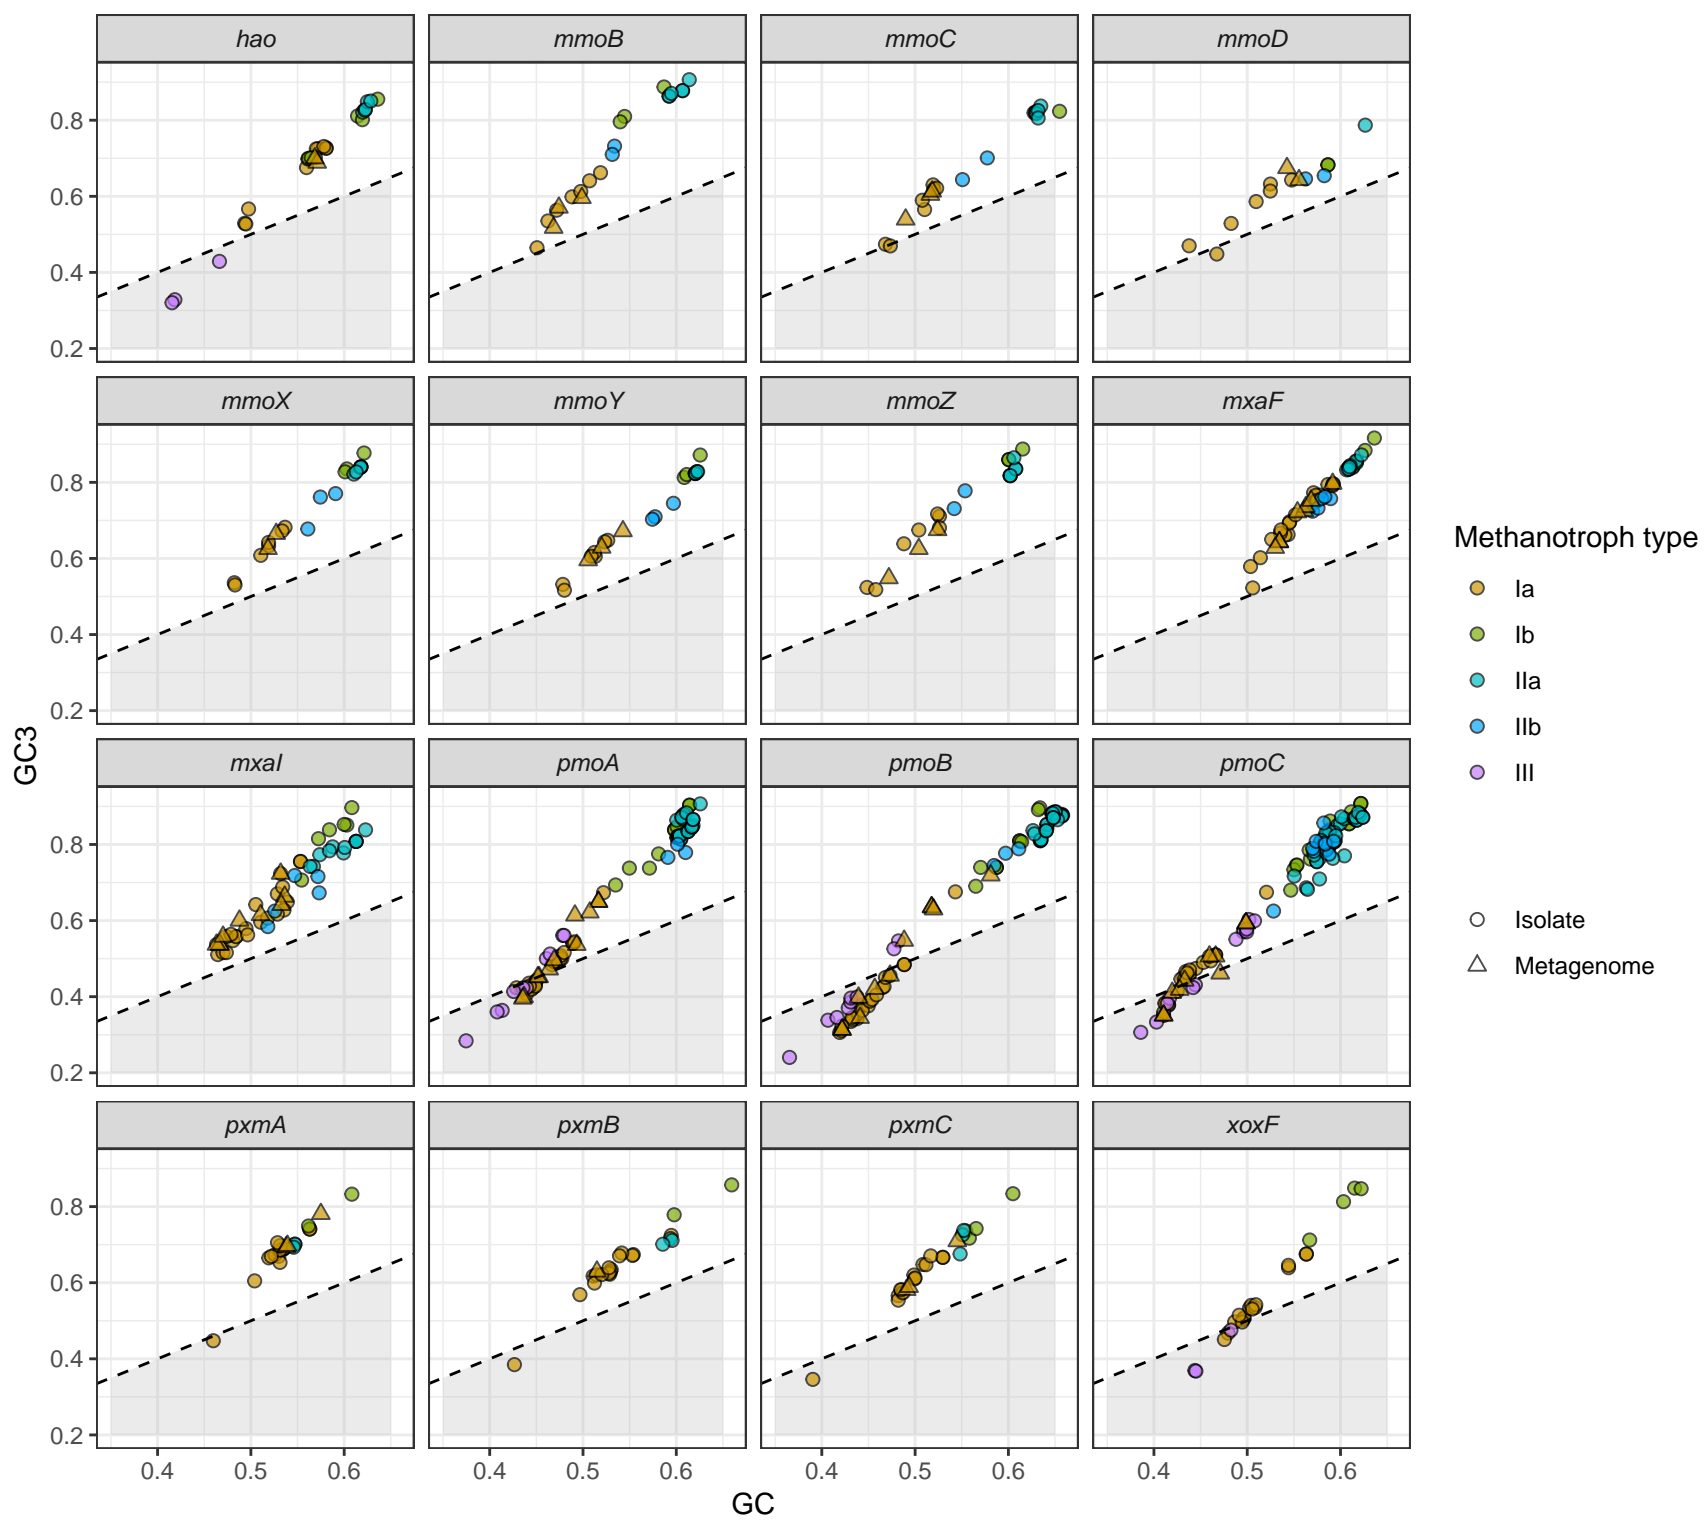 hao mmoB mmoC mmoD
0.8
0.6
0.4
0.2
mmoX mmoY mmoZ mxaF
0.8
0.6
0.4
0.2
mxaI pmoA pmoB pmoC
0.8
0.6
0.4
0.2
pxmA pxmB pxmC xoxF
0.8
0.6
0.4
0.2
0.4 0.5 0.6 0.4 0.5 0.6 0.4 0.5 0.6 0.4 0.5 0.6
GC
GC3
Methanotroph type
Ia
Ib
IIa
IIb
III
Isolate
Metagenome